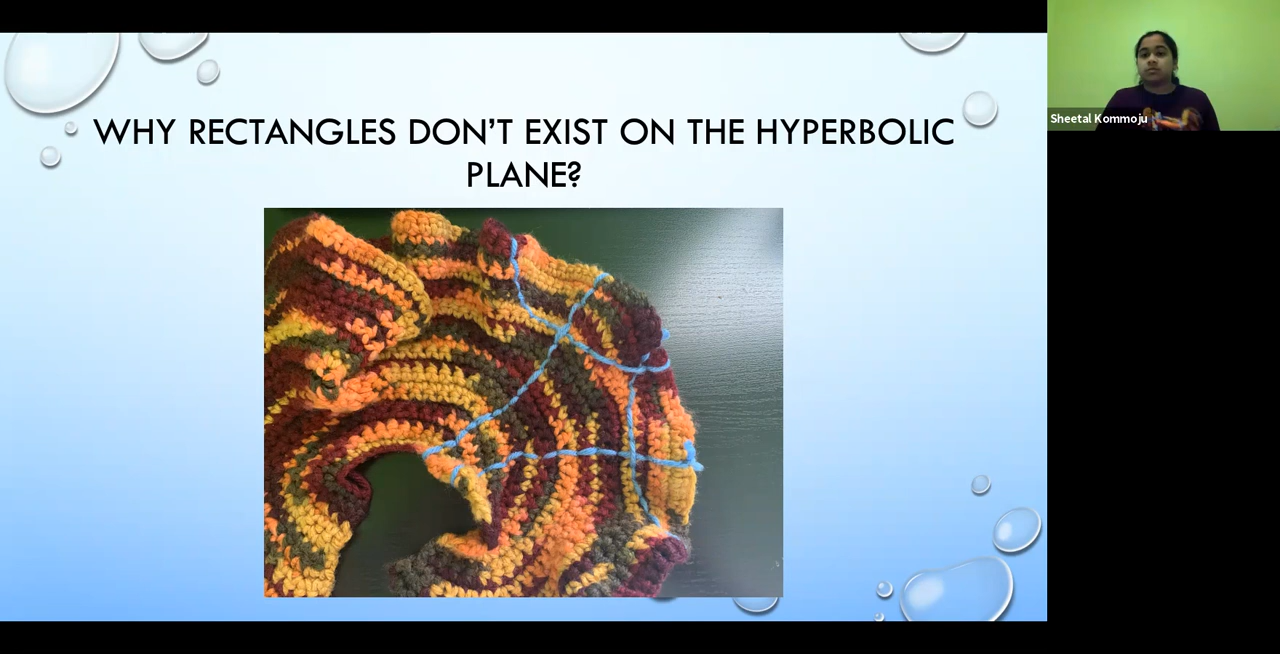 WHY RECTANGLES DON'T EXIST ON THE HYPERBOLIC
PLANE?
Sheetal Kommoju